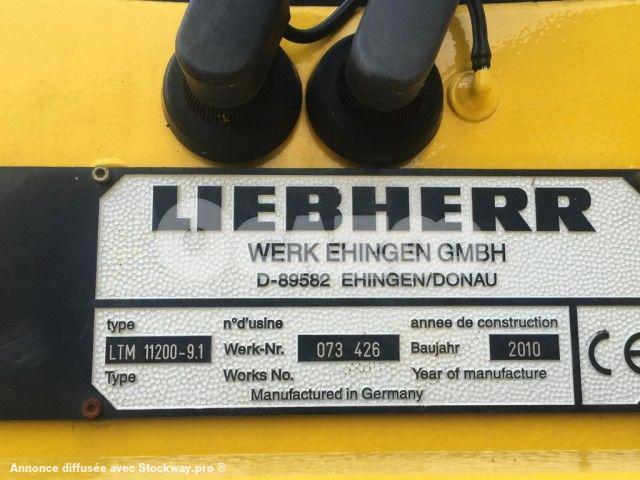 LIEBHERR
WERK EHINGEN GMBH
D-89582 EHINGEN/DONAU
type n°d'usine annee de construction
LTM 11200-9.1 Werk-Nr. 073 426 Baujahr 2010
Type Works No. Year of manufacture
Manufactured in Germany
CE
Annonce diffusée avec Stockway.pro ®